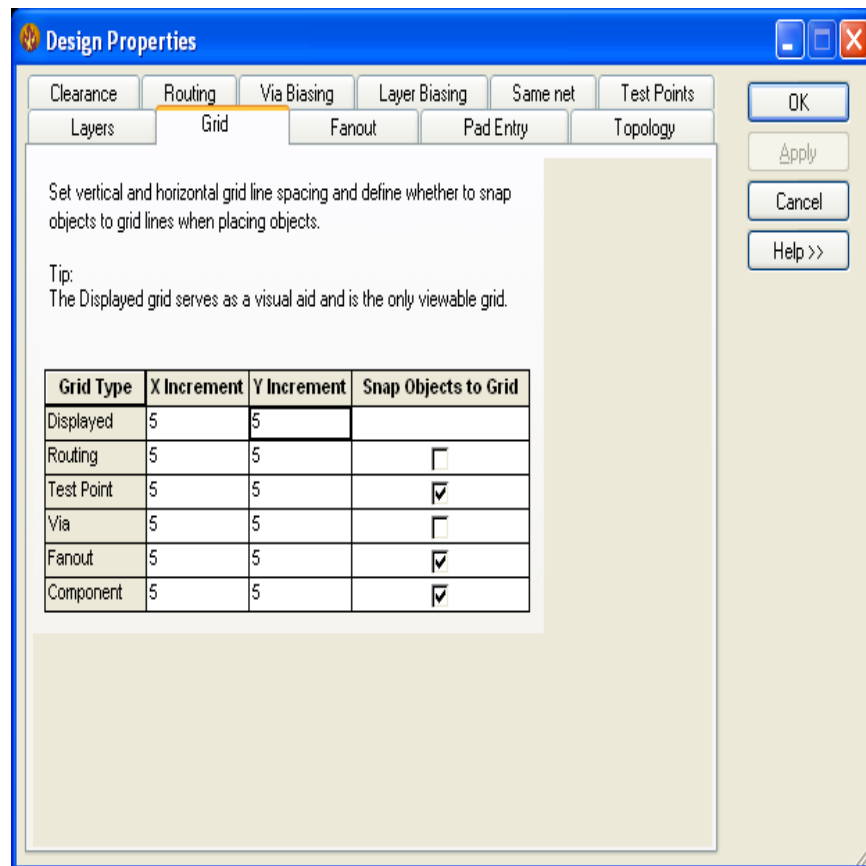 Design Properties
Clearance Routing Via Biasing Layer Biasing Same net Test Points
Layers Grid Fanout Pad Entry Topology
OK
Apply
Cancel
Help >>
Set vertical and horizontal grid line spacing and define whether to snap
objects to grid lines when placing objects.
Tip:
The Displayed grid serves as a visual aid and is the only viewable grid.
Grid Type X Increment Y Increment Snap Objects to Grid
Displayed 5 5
Routing 5 5
Test Point 5 5
Via 5 5
Fanout 5 5
Component 5 5